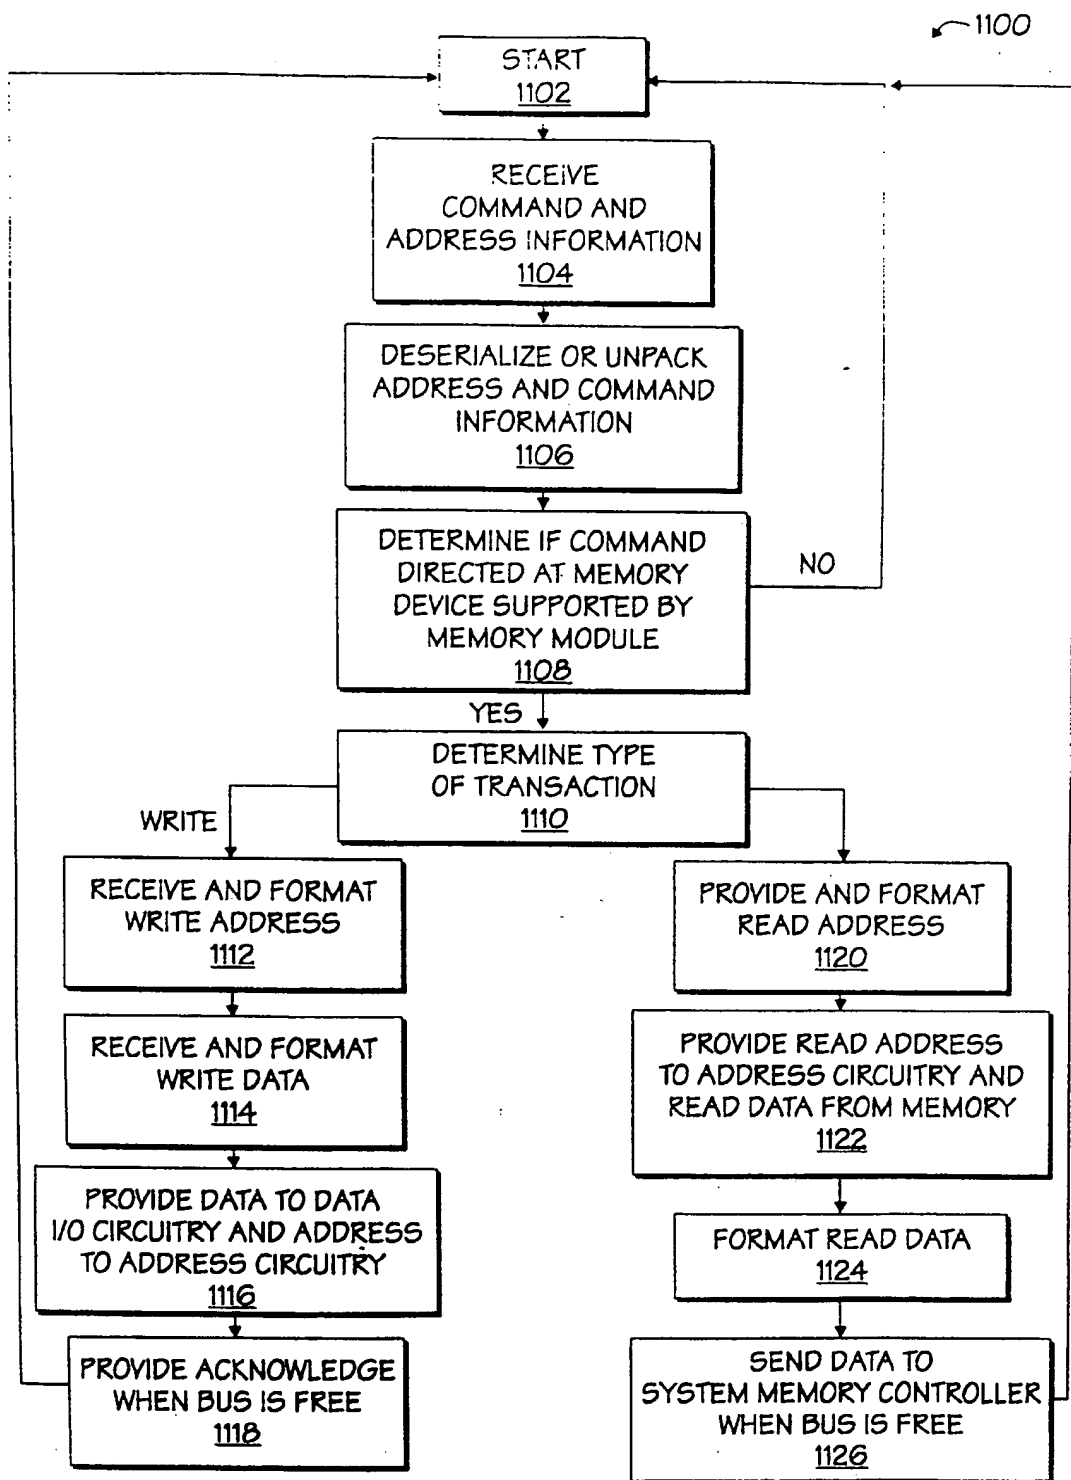 1100
START
1102
RECEIVE
COMMAND AND
ADDRESS INFORMATION
1104
DESERIALIZE OR UNPACK
ADDRESS AND COMMAND
INFORMATION
1106
DETERMINE IF COMMAND
DIRECTED AT MEMORY
DEVICE SUPPORTED BY
MEMORY MODULE
1108
NO
YES
DETERMINE TYPE
OF TRANSACTION
1110
WRITE
RECEIVE AND FORMAT
WRITE ADDRESS
1112
RECEIVE AND FORMAT
WRITE DATA
1114
PROVIDE DATA TO DATA
I/O CIRCUITRY AND ADDRESS
TO ADDRESS CIRCUITRY
1116
PROVIDE ACKNOWLEDGE
WHEN BUS IS FREE
1118
PROVIDE AND FORMAT
READ ADDRESS
1120
PROVIDE READ ADDRESS
TO ADDRESS CIRCUITRY AND
READ DATA FROM MEMORY
1122
FORMAT READ DATA
1124
SEND DATA TO
SYSTEM MEMORY CONTROLLER
WHEN BUS IS FREE
1126